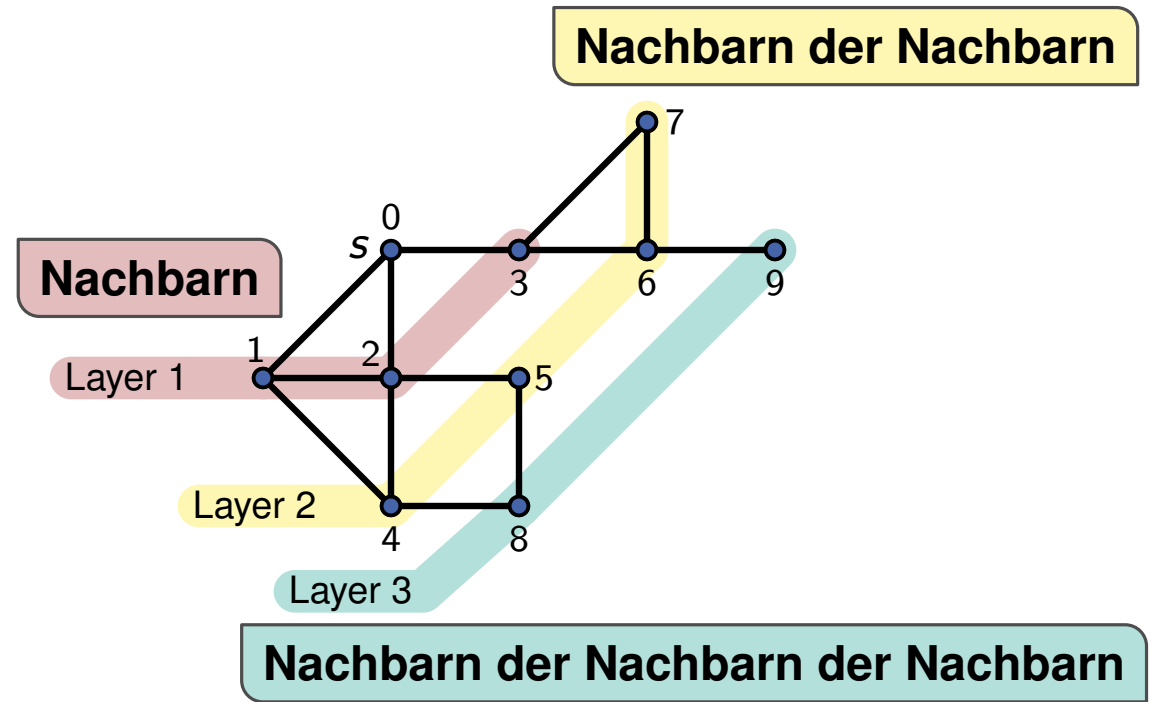 Nachbarn der Nachbarn
7
0
s
Nachbarn
3
6
9
1
2
Layer 1
5
Layer 2
4
8
Layer 3
Nachbarn der Nachbarn der Nachbarn